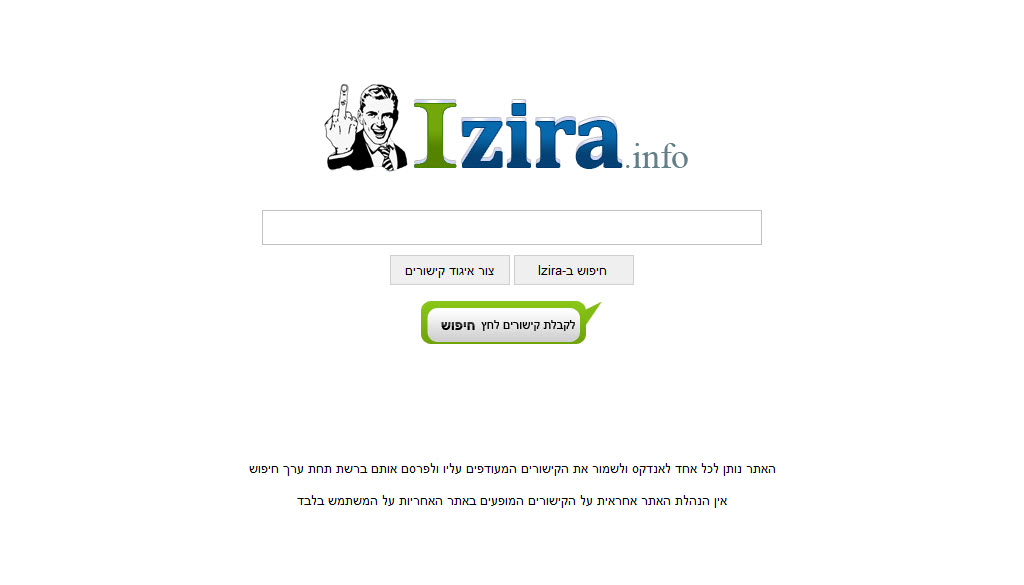 Izira.info
חיפוש ב-Izira
צור איגוד קישורים
לקבלת קישורים לחץ חיפוש
האתר נותן לכל אחד לאנדקס ולשמור את הקישורים המעודפים עליו ולפרסם אותם ברשת תחת ערך חיפוש
אין הנהלת האתר אחראית על הקישורים המופעים באתר האחריות על המשתמש בלבד